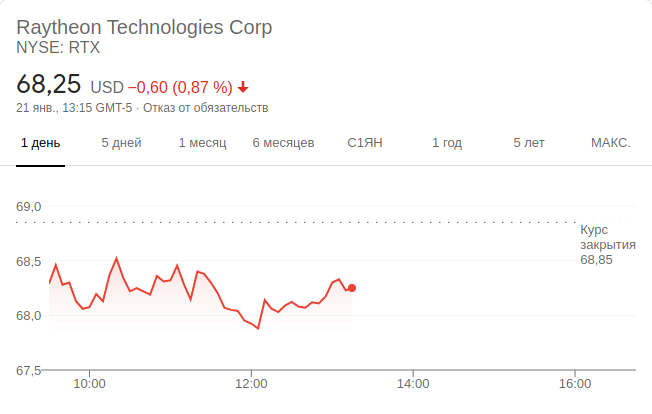 Raytheon Technologies Corp
NYSE: RTX
68,25 USD −0,60 (0,87 %)
21 янв., 13:15 GMT-5 · Отказ от обязательств
1 день 5 дней 1 месяц 6 месяцев С1ЯН 1 год 5 лет МАКС.
69,0
Курс
закрытия
68,85
68,5
68,0
67,5
10:00 12:00 14:00 16:00